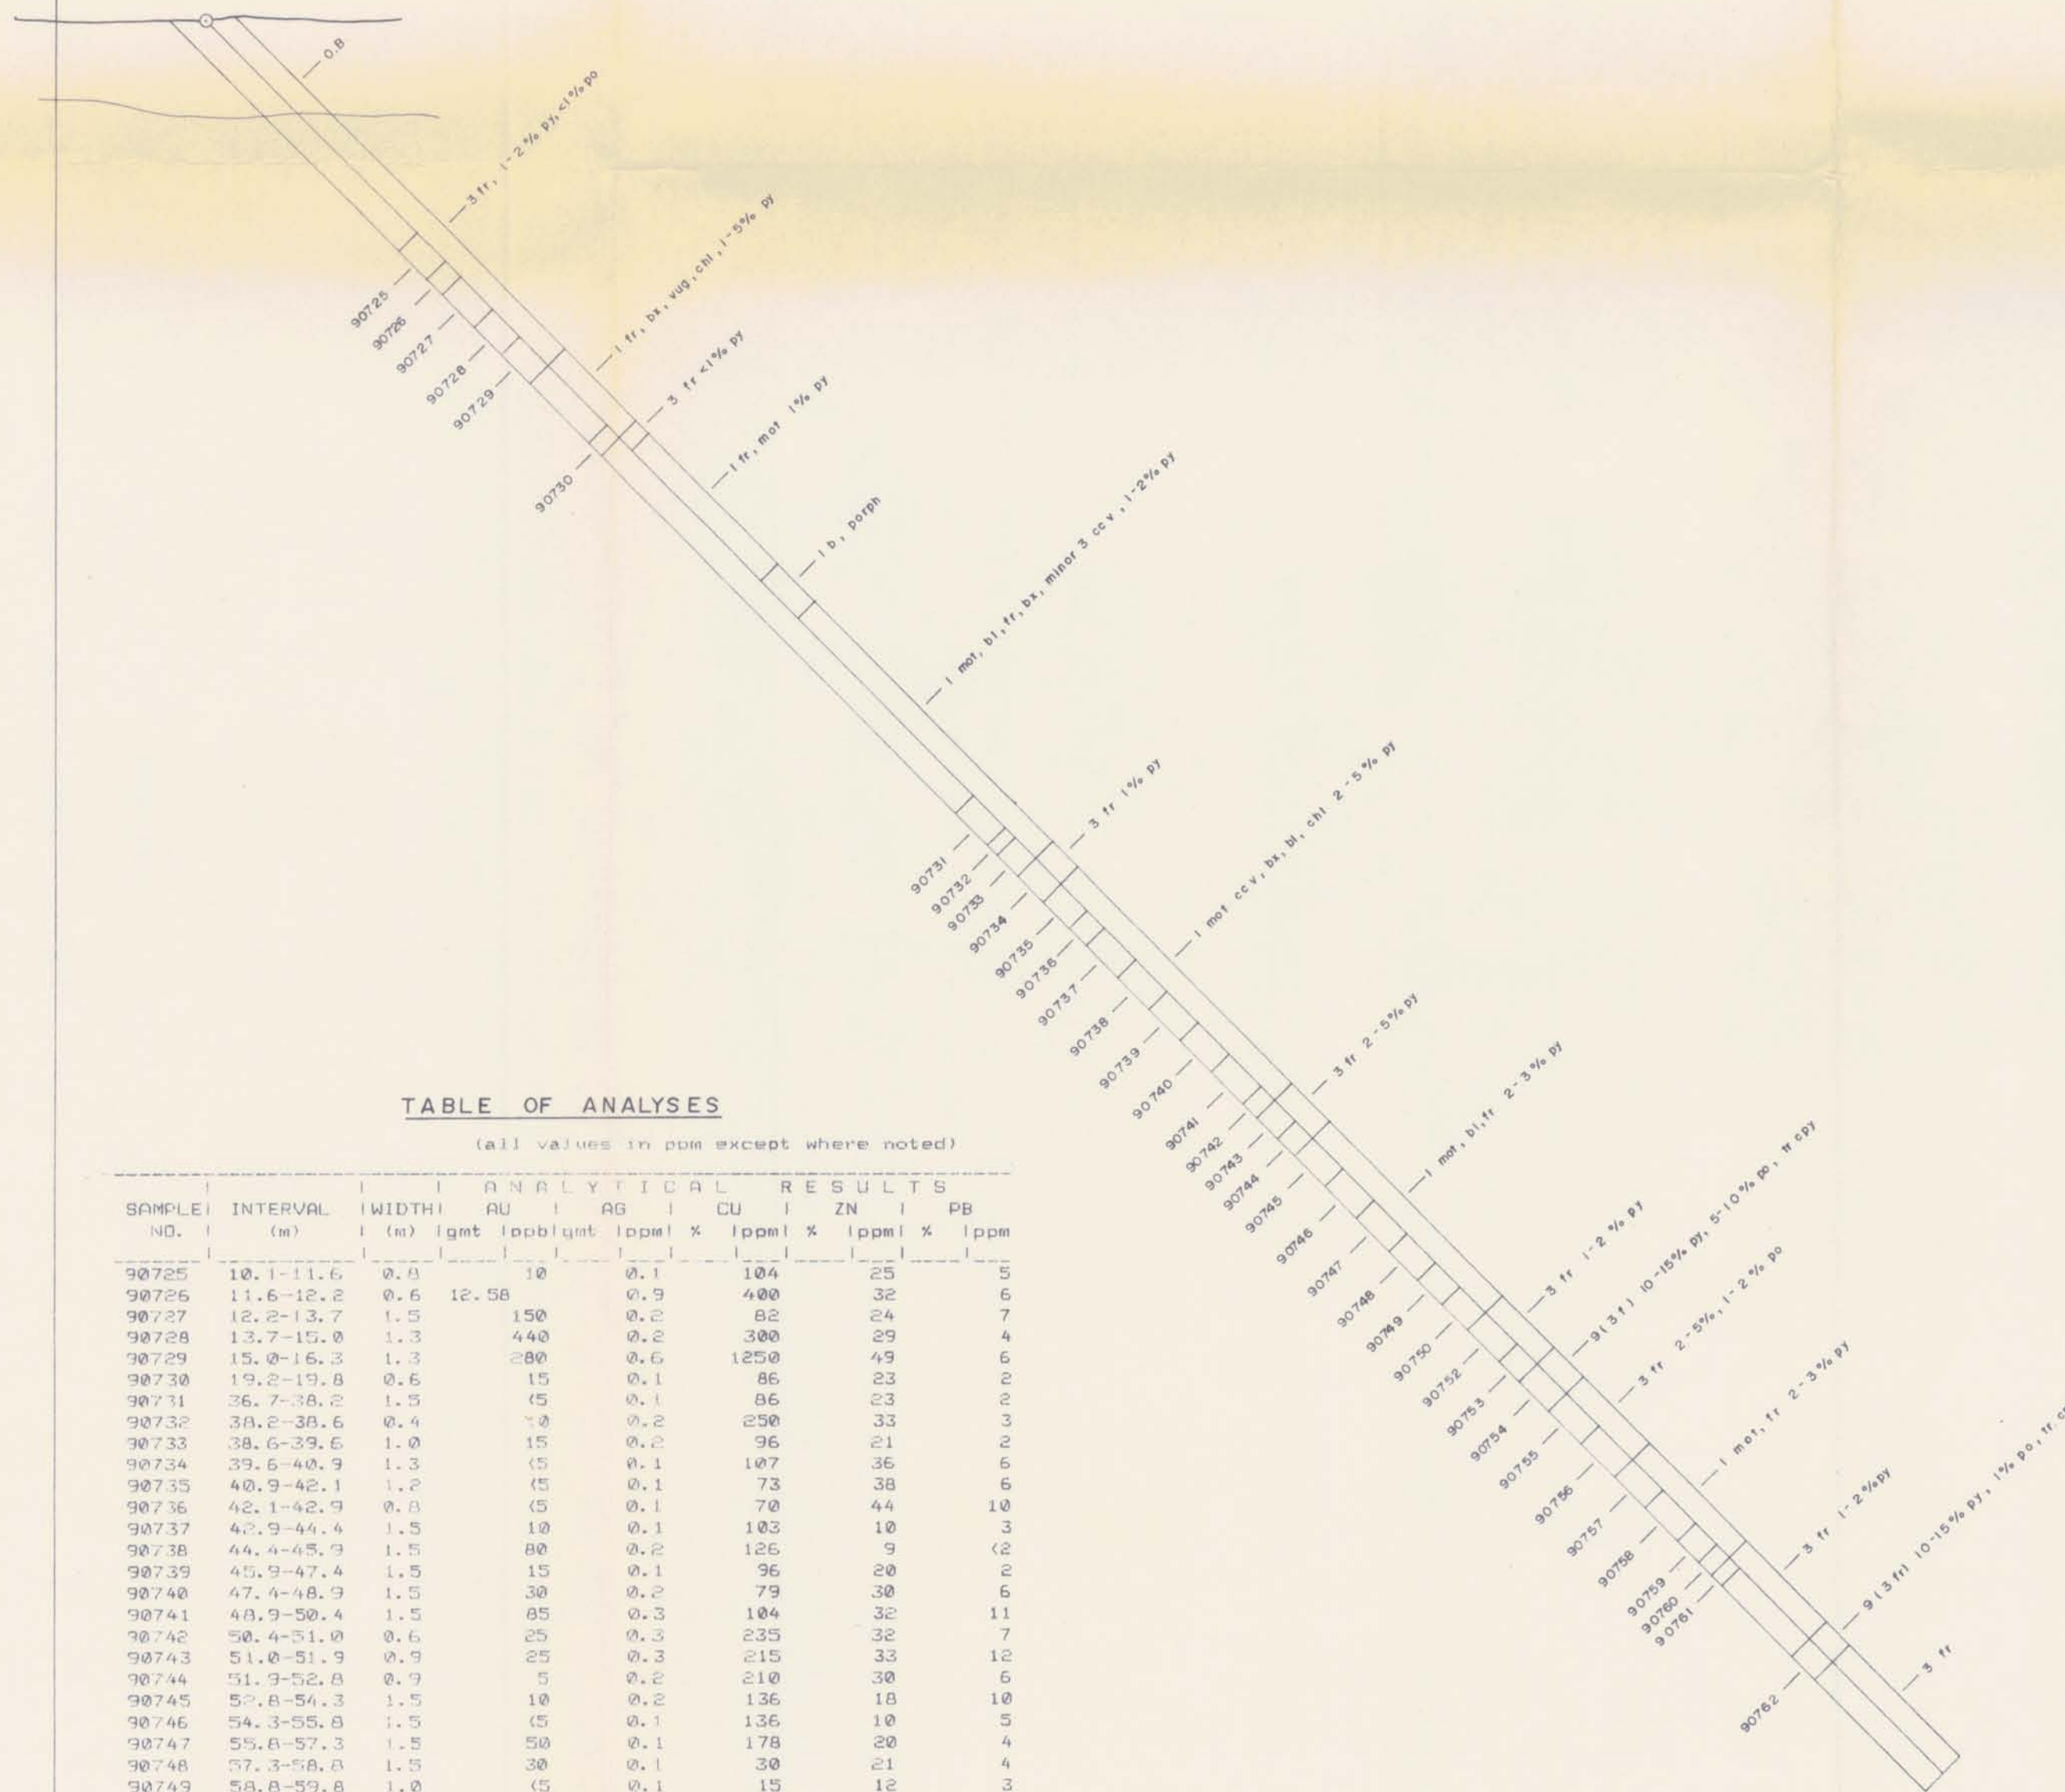 O.B
3 fr, 1-2% py, <1% po
1 fr, bx, vug, chl, 1-5% py
3 fr <1% py
1 fr, mot 1% py
1 b, porph
1 mot, bl, fr, bx, minor 3 ccv, 1-2% py
3 fr 1% py
1 mot ccv, bx, bl, chl 2-5% py
3 fr 2-5% py
1 mot, bl, fr 2-3% py
3 fr 1-2% py
9(3f) 10-15% py, 5-10% po, tr cpy
3 fr 2-5%, 1-2% po
1 mot, fr 2-3% py
3 fr 1-2% py
9(3 fr) 10-15% py, 1% po, tr
3 fr
90725
90726
90727
90728
90729
90730
90731
90732
90733
90734
90735
90736
90737
90738
90739
90740
90741
90742
90743
90744
90745
90746
90747
90748
90749
90750
90752
90753
90754
90755
90756
90757
90758
90759
90760
90761
90762
TABLE OF ANALYSES
(all values in ppm except where noted)
ANALYTICAL RESULTS
SAMPLE INTERVAL WIDTH AU AG CU ZN PB
NO. (m) (m) gmt ppb gmt ppm % ppm % ppm % ppm
90725 10.1-11.6 0.8 10 0.1 104 25 5
90726 11.6-12.2 0.6 12.58 0.9 400 32 6
90727 12.2-13.7 1.5 150 0.2 82 24 7
90728 13.7-15.0 1.3 440 0.2 300 29 4
90729 15.0-16.3 1.3 280 0.6 1250 49 6
90730 19.2-19.8 0.6 15 0.1 86 23 2
90731 36.7-38.2 1.5 <5 0.1 86 23 2
90732 38.2-38.6 0.4 0.2 250 33 3
90733 38.6-39.6 1.0 15 0.2 96 21 2
90734 39.6-40.9 1.3 <5 0.1 107 36 6
90735 40.9-42.1 1.2 <5 0.1 73 38 6
90736 42.1-42.9 0.8 <5 0.1 70 44 10
90737 42.9-44.4 1.5 10 0.1 103 10 3
90738 44.4-45.9 1.5 80 0.2 126 9 <2
90739 45.9-47.4 1.5 15 0.1 96 20 2
90740 47.4-48.9 1.5 30 0.2 79 30 6
90741 48.9-50.4 1.5 85 0.3 104 32 11
90742 50.4-51.0 0.6 25 0.3 235 32 7
90743 51.0-51.9 0.9 25 0.3 215 33 12
90744 51.9-52.8 0.9 5 0.2 210 30 6
90745 52.8-54.3 1.5 10 0.2 136 18 10
90746 54.3-55.8 1.5 <5 0.1 136 10 5
90747 55.8-57.3 1.5 50 0.1 178 20 4
90748 57.3-58.8 1.5 30 0.1 30 21 4
90749 58.8-59.8 1.0 <5 0.1 15 12 3